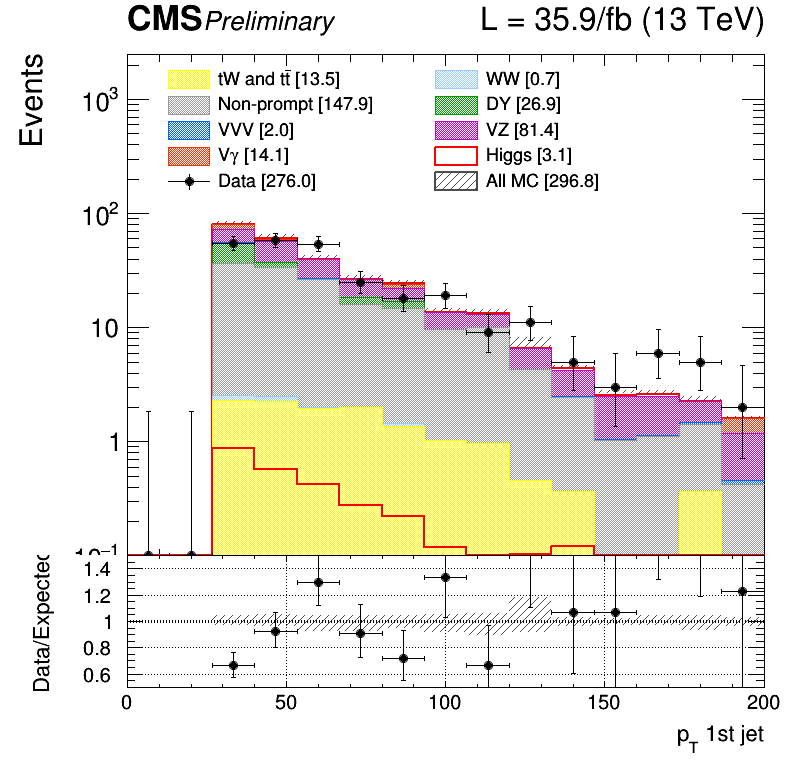 CMS Preliminary L = 35.9/fb (13 TeV)
Events
tW and tt̄ [13.5] WW [0.7]
Non-prompt [147.9] DY [26.9]
VVV [2.0] VZ [81.4]
Vγ [14.1] Higgs [3.1]
Data [276.0] All MC [296.8]
10³
10²
10
1
Data/Expected
1.4
1.2
1
0.8
0.6
0 50 100 150 200
p_T 1st jet